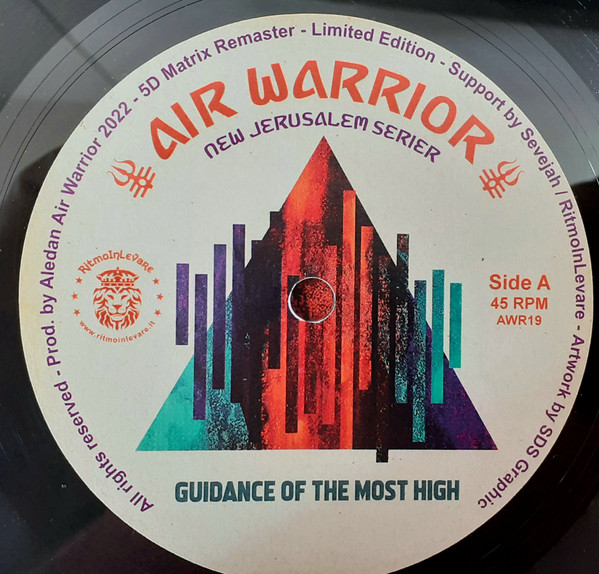 All rights reserved - Prod. by Aledan Air Warrior 2022 - 5D Matrix Remaster - Limited Edition - Support by Sevejah / RitmoInLevare - Artwork by SDS Graphic
AIR WARRIOR
NEW JERUSALEM SERIER
RitmoInLevare
www.ritmoinlevare.it
Side A
45 RPM
AWR19
GUIDANCE OF THE MOST HIGH